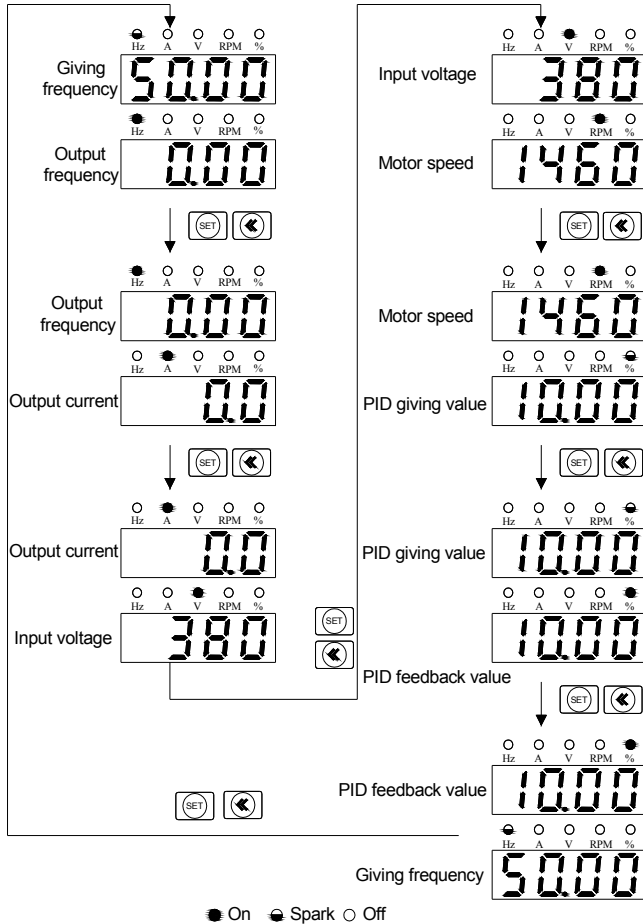 Hz A V RPM %
Giving frequency 50.00
Hz A V RPM %
Output frequency 0.00
SET
Hz A V RPM %
Output frequency 0.00
Hz A V RPM %
Output current 0.0
SET
Hz A V RPM %
Output current 0.0
Hz A V RPM %
Input voltage 380
SET
Hz A V RPM %
Input voltage 380
Hz A V RPM %
Motor speed 1460
SET
Hz A V RPM %
Motor speed 1460
Hz A V RPM %
PID giving value 10.00
SET
Hz A V RPM %
PID giving value 10.00
Hz A V RPM %
10.00
PID feedback value
SET
Hz A V RPM %
PID feedback value 10.00
Hz A V RPM %
Giving frequency 50.00
SET
On Spark Off